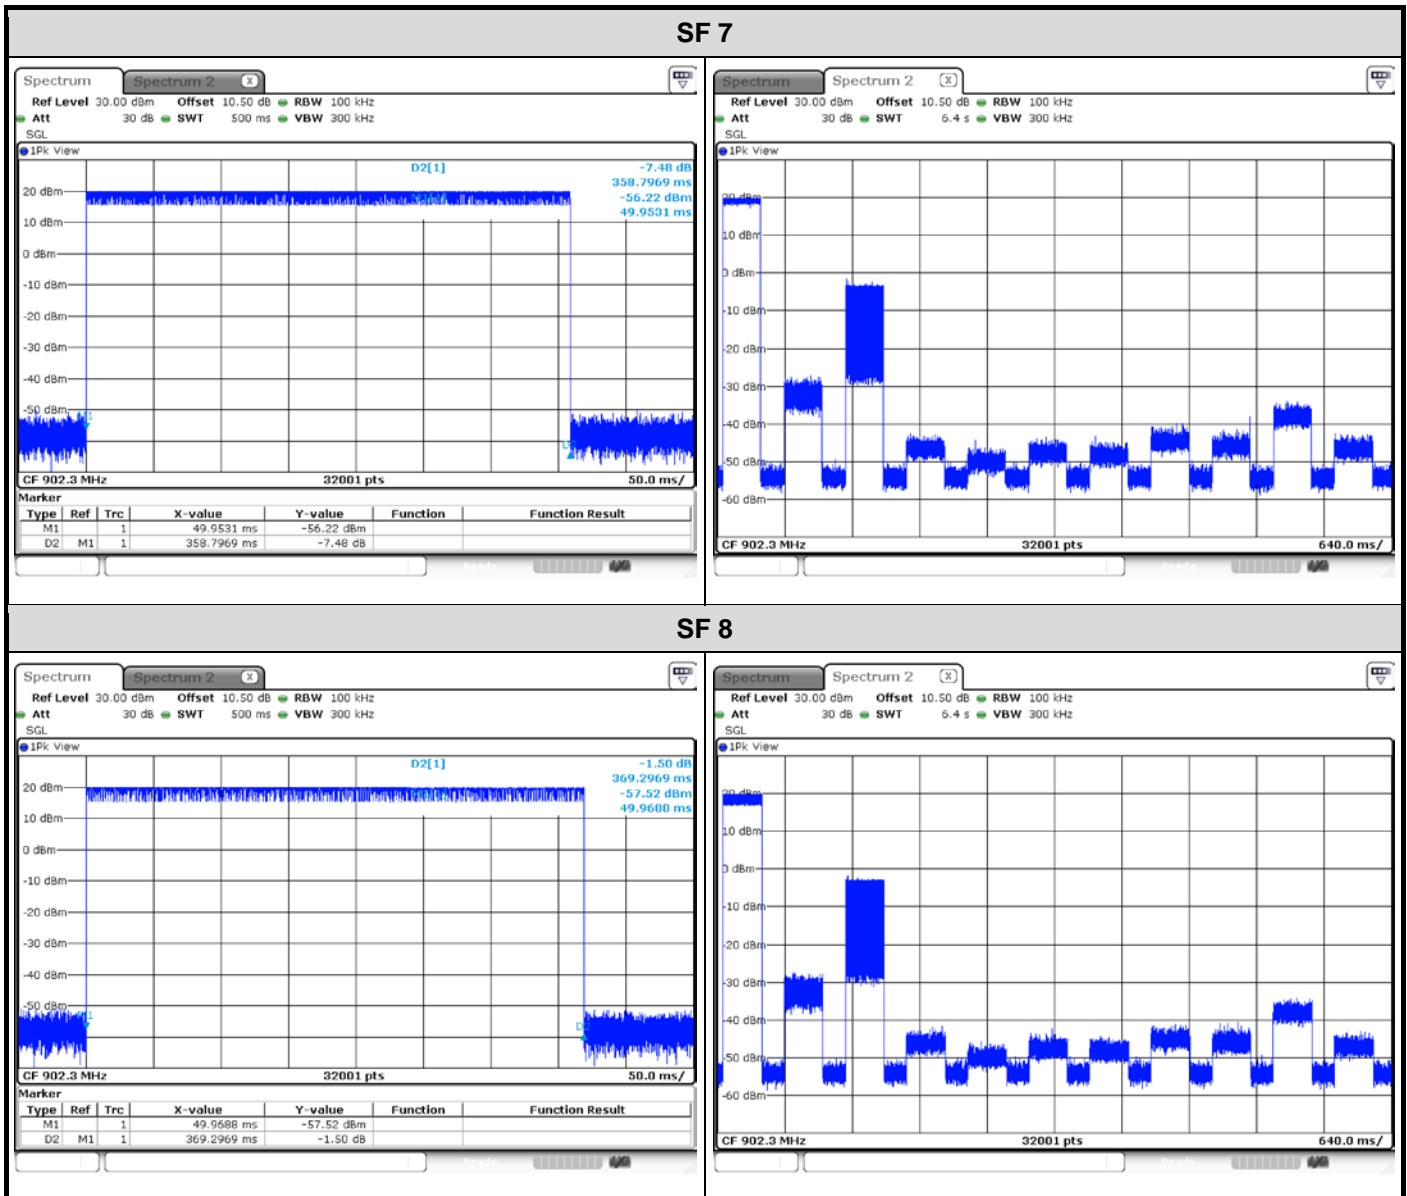 SF 7
Spectrum Spectrum 2 X
Ref Level 30.00 dBm Offset 10.50 dB RBW 100 kHz
Att 30 dB SWT 500 ms VBW 300 kHz
SGL
1Pk View
D2[1] -7.48 dB
358.7969 ms
-56.22 dBm
49.9531 ms
20 dBm
10 dBm
0 dBm
-10 dBm
-20 dBm
-30 dBm
-40 dBm
-50 dBm
CF 902.3 MHz 32001 pts 50.0 ms/
Marker
Type Ref Trc X-value Y-value Function Function Result
M1 1 49.9531 ms -56.22 dBm
D2 M1 1 358.7969 ms -7.48 dB
Spectrum Spectrum 2 X
Ref Level 30.00 dBm Offset 10.50 dB RBW 100 kHz
Att 30 dB SWT 6.4 s VBW 300 kHz
SGL
1Pk View
20 dBm
10 dBm
0 dBm
-10 dBm
-20 dBm
-30 dBm
-40 dBm
-50 dBm
-60 dBm
CF 902.3 MHz 32001 pts 640.0 ms/
SF 8
Spectrum Spectrum 2 X
Ref Level 30.00 dBm Offset 10.50 dB RBW 100 kHz
Att 30 dB SWT 500 ms VBW 300 kHz
SGL
1Pk View
D2[1] -1.50 dB
369.2969 ms
-57.52 dBm
49.9688 ms
20 dBm
10 dBm
0 dBm
-10 dBm
-20 dBm
-30 dBm
-40 dBm
-50 dBm
CF 902.3 MHz 32001 pts 50.0 ms/
Marker
Type Ref Trc X-value Y-value Function Function Result
M1 1 49.9688 ms -57.52 dBm
D2 M1 1 369.2969 ms -1.50 dB
Spectrum Spectrum 2 X
Ref Level 30.00 dBm Offset 10.50 dB RBW 100 kHz
Att 30 dB SWT 6.4 s VBW 300 kHz
SGL
1Pk View
20 dBm
10 dBm
0 dBm
-10 dBm
-20 dBm
-30 dBm
-40 dBm
-50 dBm
-60 dBm
CF 902.3 MHz 32001 pts 640.0 ms/